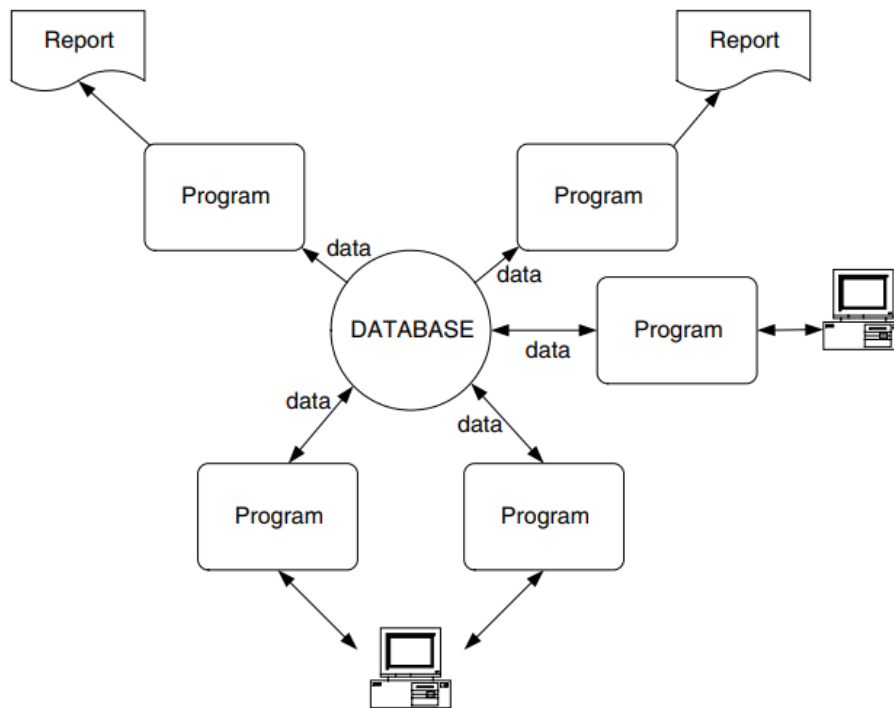 Report
Report
Program
Program
data
data
DATABASE
data
Program
data
data
Program
Program